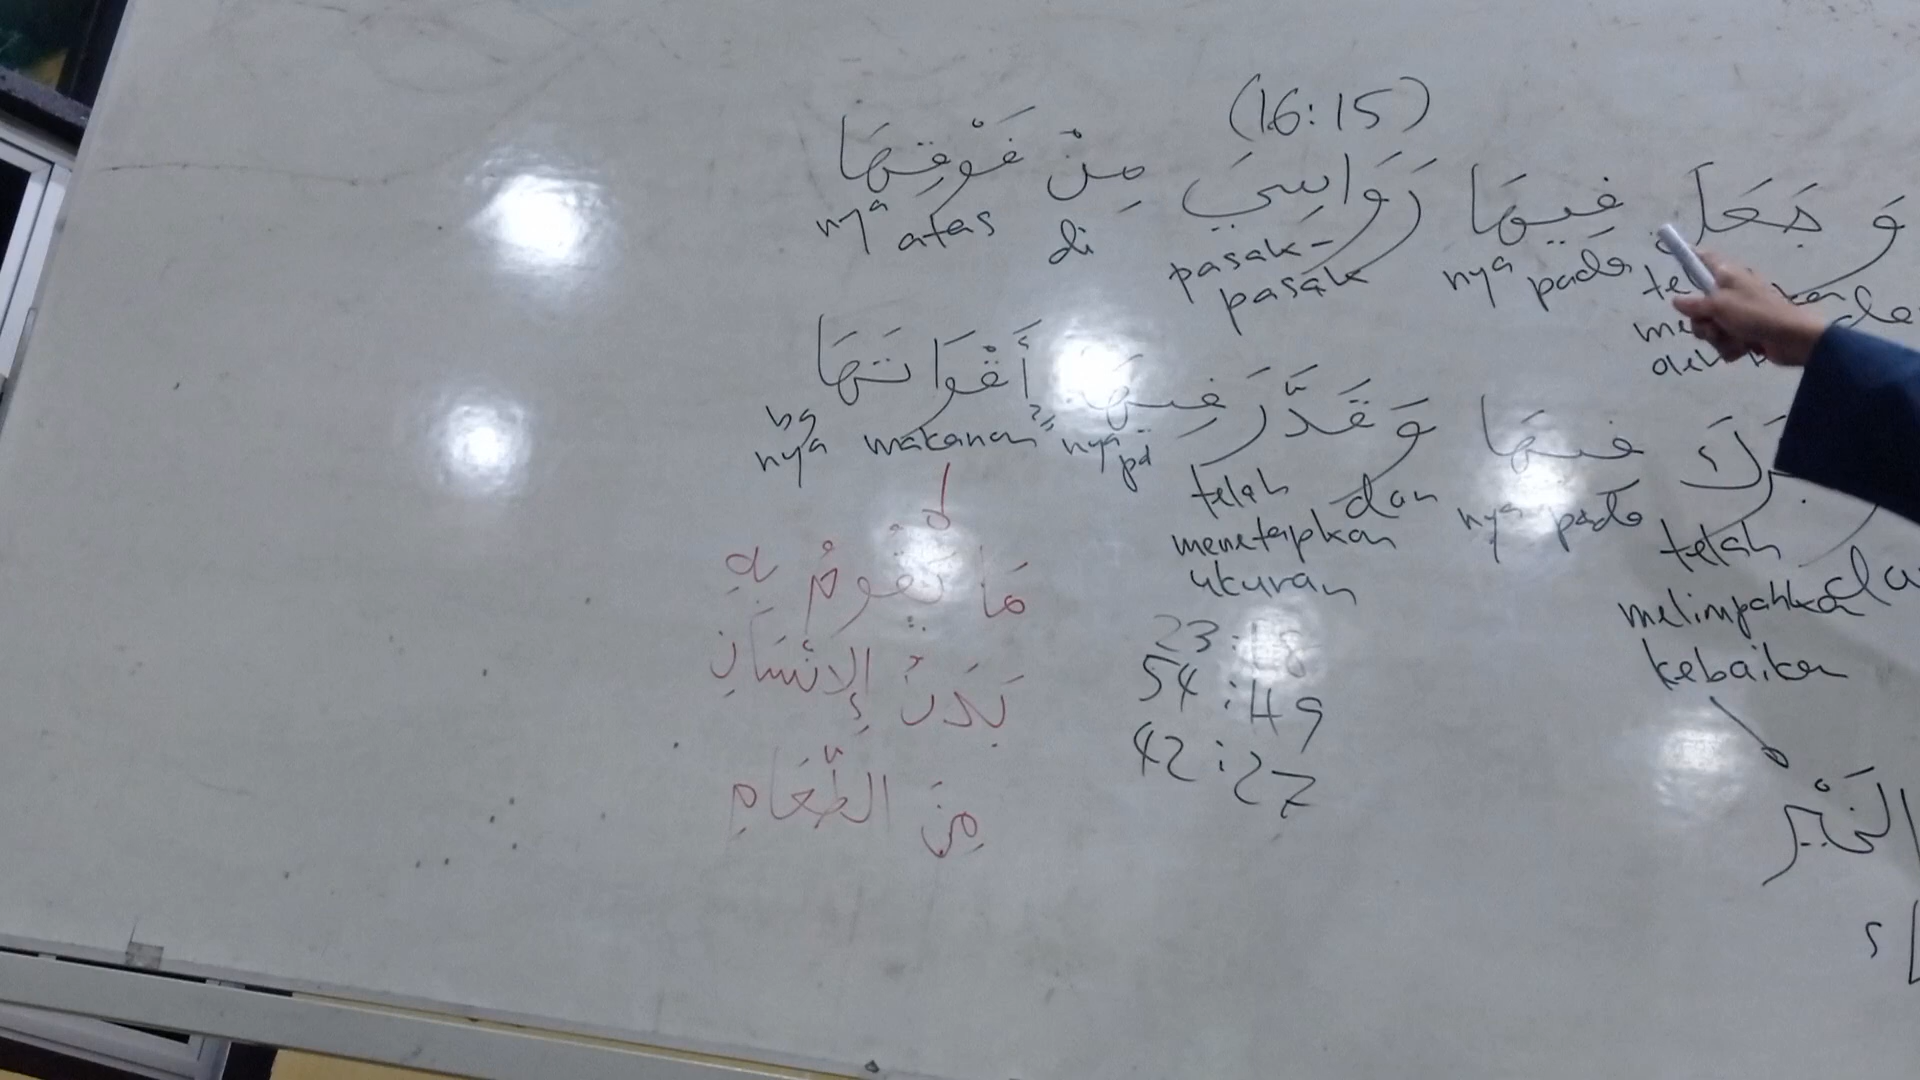 (16:15)
وَ جَعَلَ فِيهَا رَوَاسِيَ مِنْ فَوْقِهَا
nya atas di pasak- nya pada
pasak
بَرَكَ فِيهَا وَ قَدَّرَ فِيهَا أَقْوَاتَهَا
bg
nya makanan² nya pd telah dan nya pada telah
menetapkan melimpahkan
ukuran kebaikan
مَا يَقُومُ بِهِ
بَدَنُ الإِنْسَانِ
مِنَ الطَّعَامِ
23:18
54:49
42:27
الخَيْر